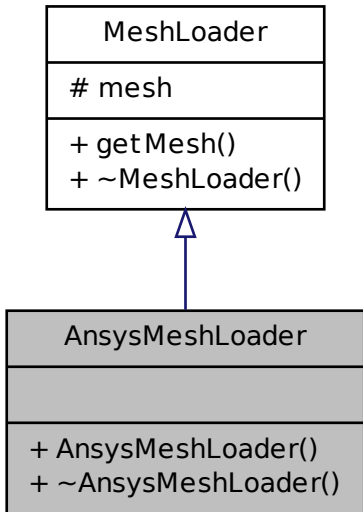 MeshLoader
# mesh
+ getMesh()
+ ~MeshLoader()
AnsysMeshLoader
+ AnsysMeshLoader()
+ ~AnsysMeshLoader()